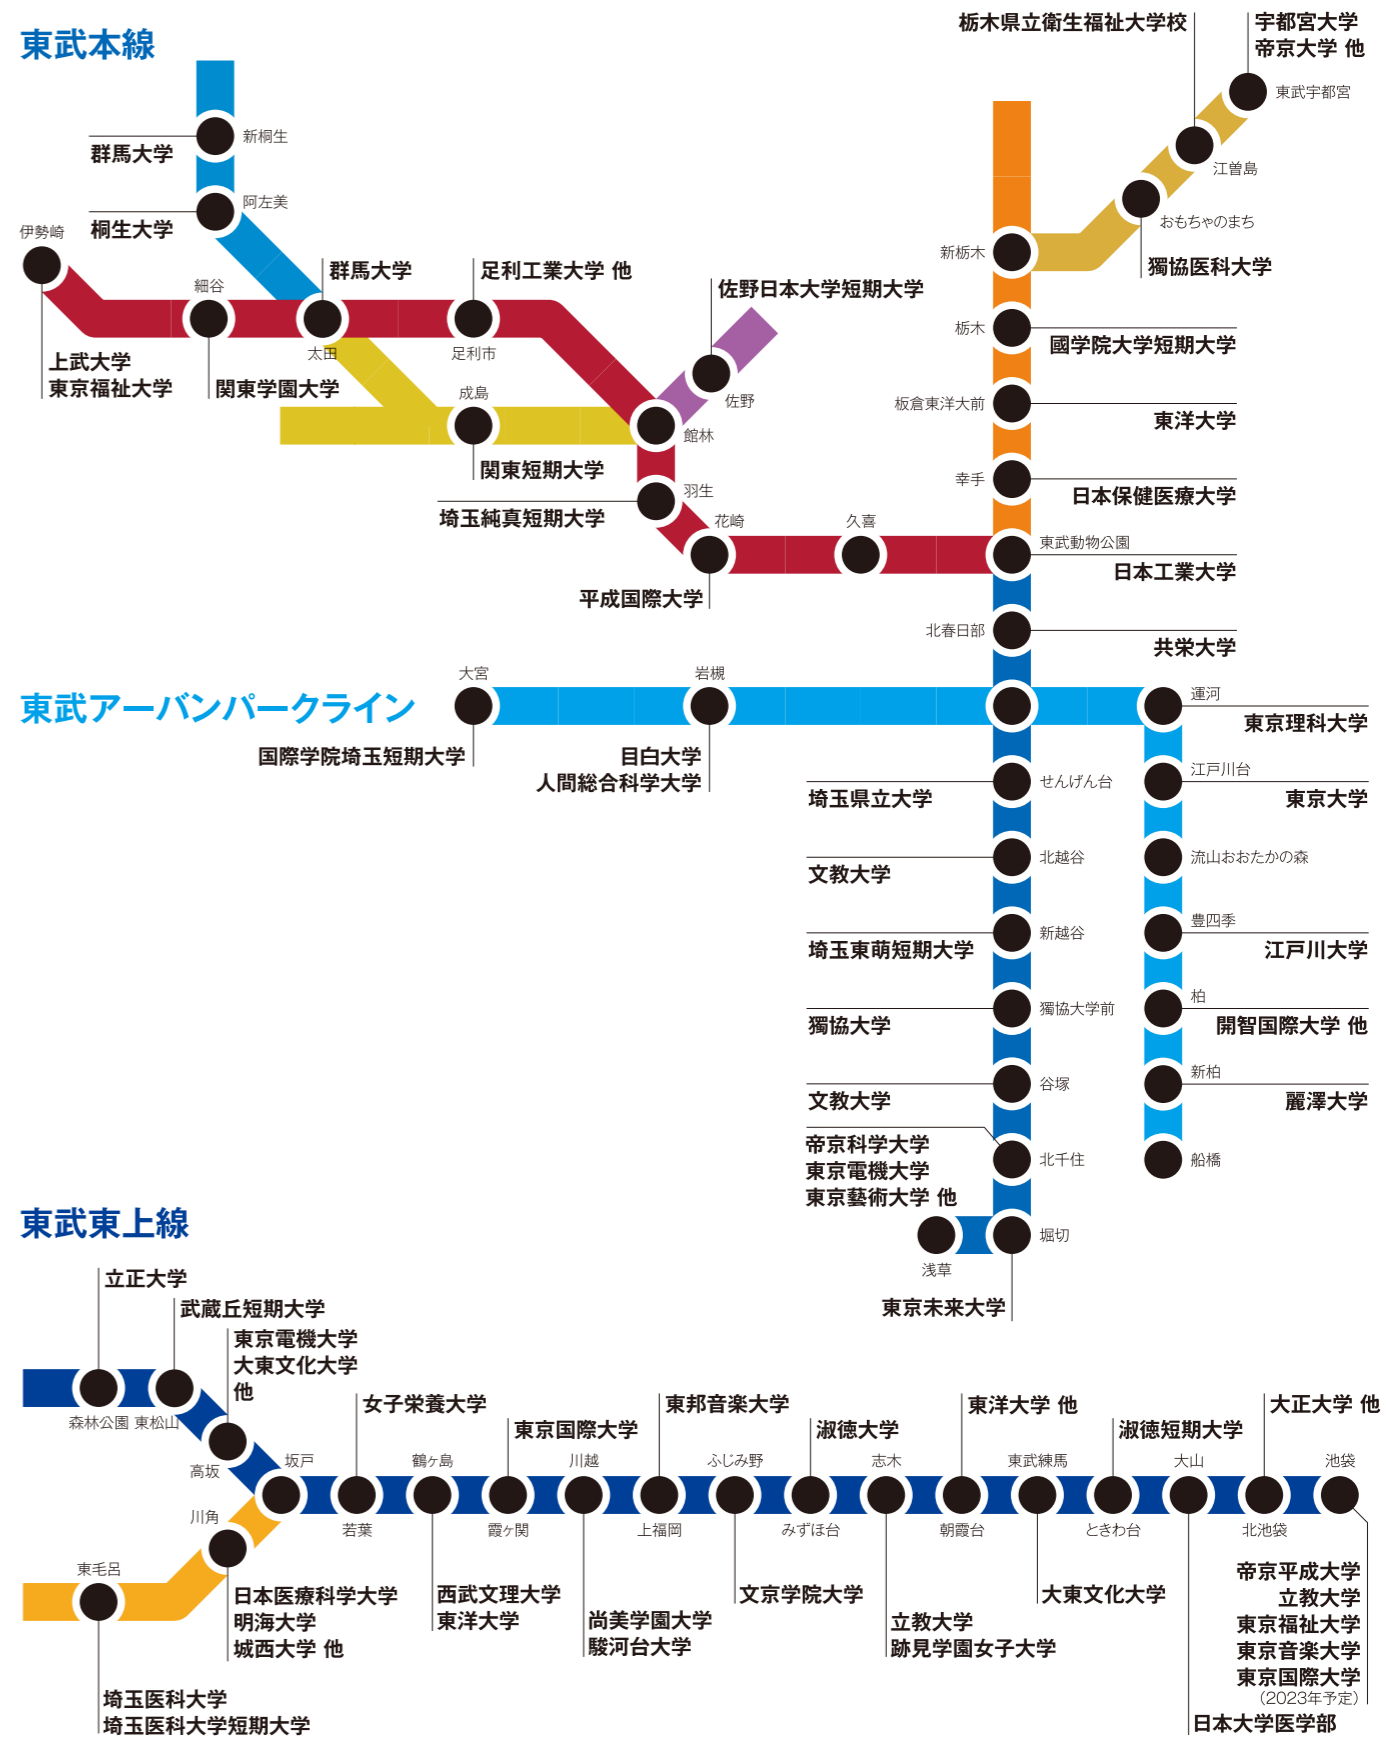 東武本線
栃木県立衛生福祉大学校
宇都宮大学
帝京大学 他
東武宇都宮
江曽島
おもちゃのまち
獨協医科大学
新桐生
群馬大学
阿左美
桐生大学
伊勢崎
上武大学
東京福祉大学
細谷
関東学園大学
群馬大学
太田
足利工業大学 他
足利市
成島
関東短期大学
佐野日本大学短期大学
佐野
館林
羽生
埼玉純真短期大学
花崎
平成国際大学
久喜
新栃木
栃木
國學院大学短期大学
板倉東洋大前
東洋大学
幸手
日本保健医療大学
東武動物公園
日本工業大学
北春日部
共栄大学
東武アーバンパークライン
大宮
国際学院埼玉短期大学
岩槻
目白大学
人間総合科学大学
運河
東京理科大学
江戸川台
東京大学
流山おおたかの森
豊四季
江戸川大学
柏
開智国際大学 他
新柏
麗澤大学
船橋
せんげん台
埼玉県立大学
北越谷
文教大学
新越谷
埼玉東萌短期大学
獨協大学前
獨協大学
谷塚
文教大学
帝京科学大学
東京電機大学
東京藝術大学 他
北千住
堀切
浅草
東京未来大学
東武東上線
立正大学
森林公園
武蔵丘短期大学
東松山
東京電機大学
大東文化大学
他
高坂
坂戸
川角
日本医療科学大学
明海大学
城西大学 他
東毛呂
埼玉医科大学
埼玉医科大学短期大学
女子栄養大学
若葉
鶴ヶ島
西武文理大学
東洋大学
東京国際大学
霞ヶ関
川越
尚美学園大学
駿河台大学
東邦音楽大学
上福岡
ふじみ野
文京学院大学
淑徳大学
みずほ台
志木
立教大学
跡見学園女子大学
東洋大学 他
朝霞台
東武練馬
大東文化大学
淑徳短期大学
ときわ台
大山
日本大学医学部
大正大学 他
北池袋
池袋
帝京平成大学
立教大学
東京福祉大学
東京音楽大学
東京国際大学
(2023年予定)